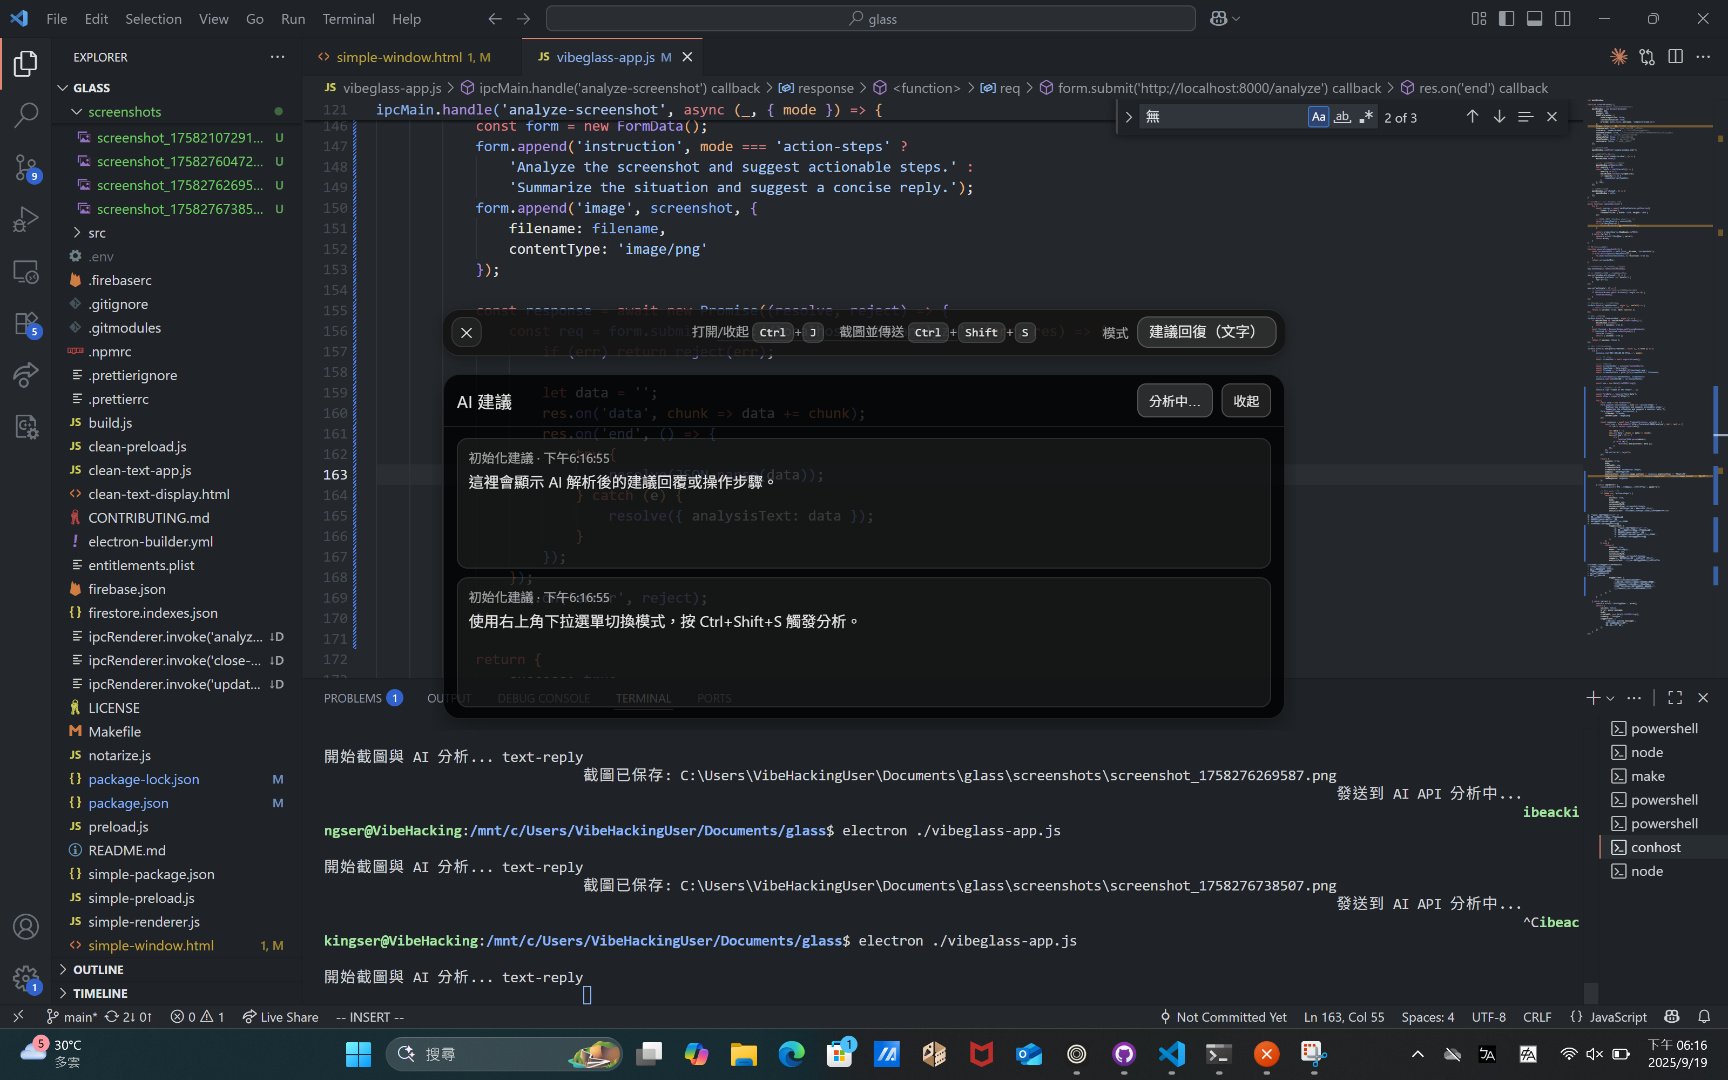 File Edit Selection View Go Run Terminal Help
glass
EXPLORER
GLASS
screenshots
screenshot_17582107291... U
screenshot_17582760472... U
screenshot_17582762695... U
screenshot_17582767385... U
src
.env
.firebaserc
.gitignore
.gitmodules
.npmrc
.prettierignore
.prettierrc
build.js
clean-preload.js
clean-text-app.js
clean-text-display.html
CONTRIBUTING.md
electron-builder.yml
entitlements.plist
firebase.json
firestore.indexes.json
ipcRenderer.invoke('analyz... ↓D
ipcRenderer.invoke('close-... ↓D
ipcRenderer.invoke('updat... ↓D
LICENSE
Makefile
notarize.js
package-lock.json M
package.json M
preload.js
README.md
simple-package.json
simple-preload.js
simple-renderer.js
simple-window.html 1, M
OUTLINE
TIMELINE
9
5
1
simple-window.html 1, M
JS vibeglass-app.js M
JS vibeglass-app.js > ipcMain.handle('analyze-screenshot') callback > response > <function> > req > form.submit('http://localhost:8000/analyze') callback > res.on('end') callback
無 Aa ab 2 of 3
121 ipcMain.handle('analyze-screenshot', async (_, { mode }) => {
146 const form = new FormData();
147 form.append('instruction', mode === 'action-steps' ?
148 'Analyze the screenshot and suggest actionable steps.' :
149 'Summarize the situation and suggest a concise reply.');
150 form.append('image', screenshot, {
151 filename: filename,
152 contentType: 'image/png'
153 });
154
155 const response = await new Promise((resolve, reject) => {
156 const req = form.subm
157 if (err) return reject(err);
158
159 let data = '';
160 res.on('data', chunk => data += chunk);
161 res.on('end', () => {
162
163
164 } catch (e) {
165 resolve({ analysisText: data });
166 }
167 });
168 });
169 ', reject);
170
171
172 return {
打開/收起 Ctrl + J 截圖並傳送 Ctrl + Shift + S 模式 建議回復（文字）
AI 建議 分析中... 收起
初始化建議 · 下午6:16:55
這裡會顯示 AI 解析後的建議回覆或操作步驟。
初始化建議 · 下午6:16:55
使用右上角下拉選單切換模式，按 Ctrl+Shift+S 觸發分析。
PROBLEMS 1 OUTPUT DEBUG CONSOLE TERMINAL PORTS
開始截圖與 AI 分析... text-reply
截圖已保存: C:\Users\VibeHackingUser\Documents\glass\screenshots\screenshot_1758276269587.png
發送到 AI API 分析中...
ibeacki
ngser@VibeHacking:/mnt/c/Users/VibeHackingUser/Documents/glass$ electron ./vibeglass-app.js
開始截圖與 AI 分析... text-reply
截圖已保存: C:\Users\VibeHackingUser\Documents\glass\screenshots\screenshot_1758276738507.png
發送到 AI API 分析中...
^Cibeac
kingser@VibeHacking:/mnt/c/Users/VibeHackingUser/Documents/glass$ electron ./vibeglass-app.js
開始截圖與 AI 分析... text-reply
powershell
node
make
powershell
powershell
conhost
node
main* 2↓ 0↑ 0 1 Live Share -- INSERT --
Not Committed Yet Ln 163, Col 55 Spaces: 4 UTF-8 CRLF {} JavaScript
5
30°C
多雲
搜尋
1
下午 06:16
2025/9/19